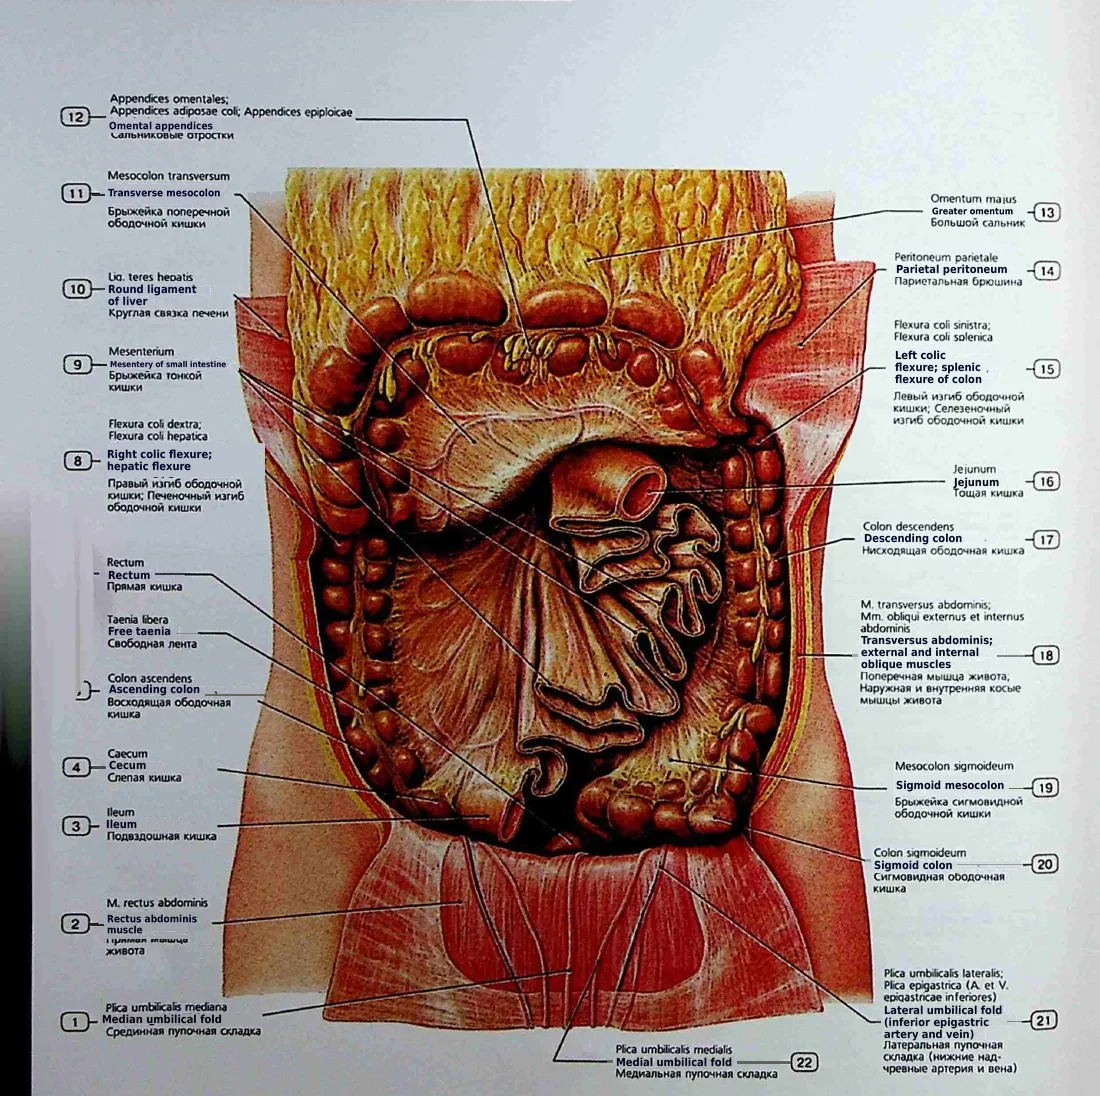 Appendices omentales;
12 Appendices adiposae coli; Appendices epiploicae
Omental appendices
Сальниковые отростки
Mesocolon transversum
11 Transverse mesocolon
Брыжейка поперечной
ободочной кишки
Lig. teres hepatis
10 Round ligament
of liver
Круглая связка печени
Mesenterium
9 Mesentery of small intestine
Брыжейка тонкой
кишки
Flexura coli dextra;
Flexura coli hepatica
8 Right colic flexure;
hepatic flexure
Правый изгиб ободочной
кишки; Печеночный изгиб
ободочной кишки
Rectum
Rectum
Прямая кишка
Taenia libera
Free taenia
Свободная лента
Colon ascendens
Ascending colon
Восходящая ободочная
кишка
Caecum
4 Cecum
Слепая кишка
Ileum
3 Ileum
Подвздошная кишка
M. rectus abdominis
2 Rectus abdominis
muscle
Прямая мышца
живота
Plica umbilicalis mediana
1 Median umbilical fold
Срединная пупочная складка
Omentum majus
Greater omentum 13
Большой сальник
Peritoneum parietale
Parietal peritoneum 14
Париетальная брюшина
Flexura coli sinistra;
Flexura coli splenica
Left colic
flexure; splenic 15
flexure of colon
Левый изгиб ободочной
кишки; Селезеночный
изгиб ободочной кишки
Jejunum
Jejunum 16
Тощая кишка
Colon descendens
Descending colon 17
Нисходящая ободочная кишка
M. transversus abdominis;
Mm. obliqui externus et internus
abdominis
Transversus abdominis;
external and internal 18
oblique muscles
Поперечная мышца живота,
Наружная и внутренняя косые
мышцы живота
Mesocolon sigmoideum
Sigmoid mesocolon 19
Брыжейка сигмовидной
ободочной кишки
Colon sigmoideum
Sigmoid colon 20
Сигмовидная ободочная
кишка
Plica umbilicalis lateralis;
Plica epigastrica (A. et V.
epigastricae inferiores)
Lateral umbilical fold
(inferior epigastric 21
artery and vein)
Латеральная пупочная
складка (нижние над-
чревные артерия и вена)
Plica umbilicalis medialis
Medial umbilical fold 22
Медиальная пупочная складка